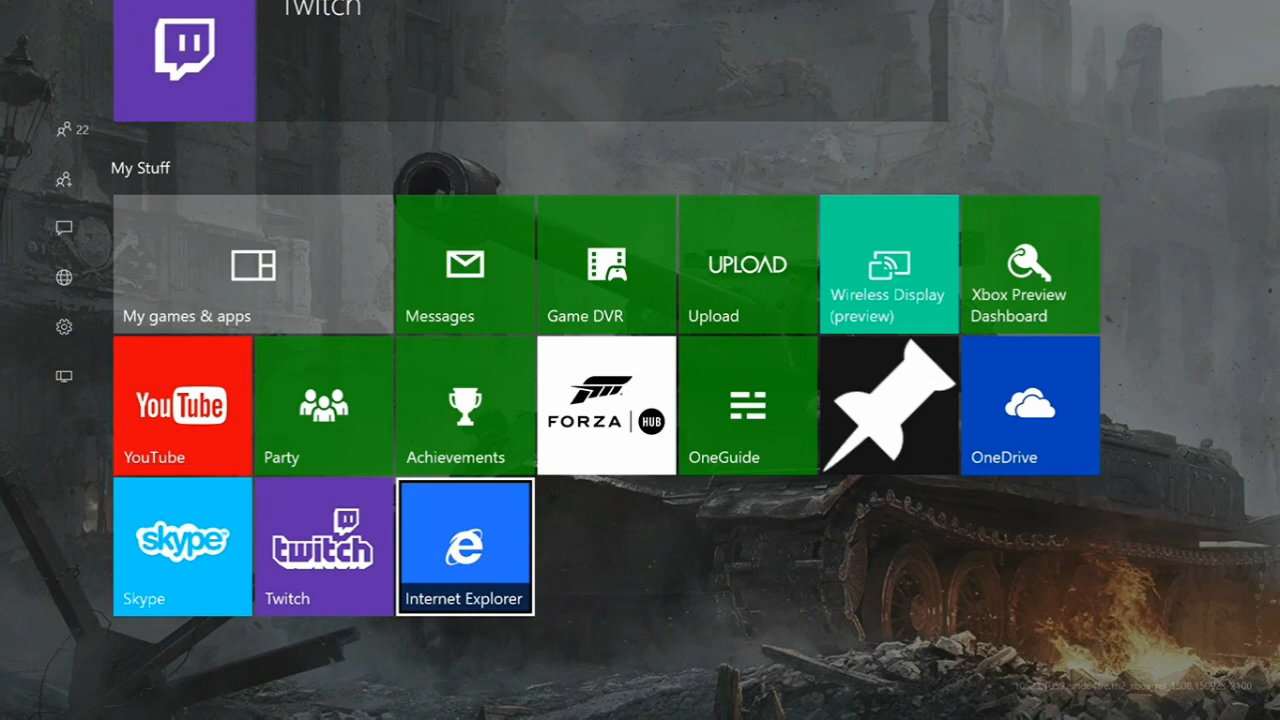 Twitch
22
My Stuff
My games & apps
Messages
Game DVR
UPLOAD
Upload
Wireless Display
(preview)
Xbox Preview
Dashboard
YouTube
YouTube
Party
Achievements
FORZA | HUB
OneGuide
OneDrive
skype
Skype
twitch
Twitch
e
Internet Explorer